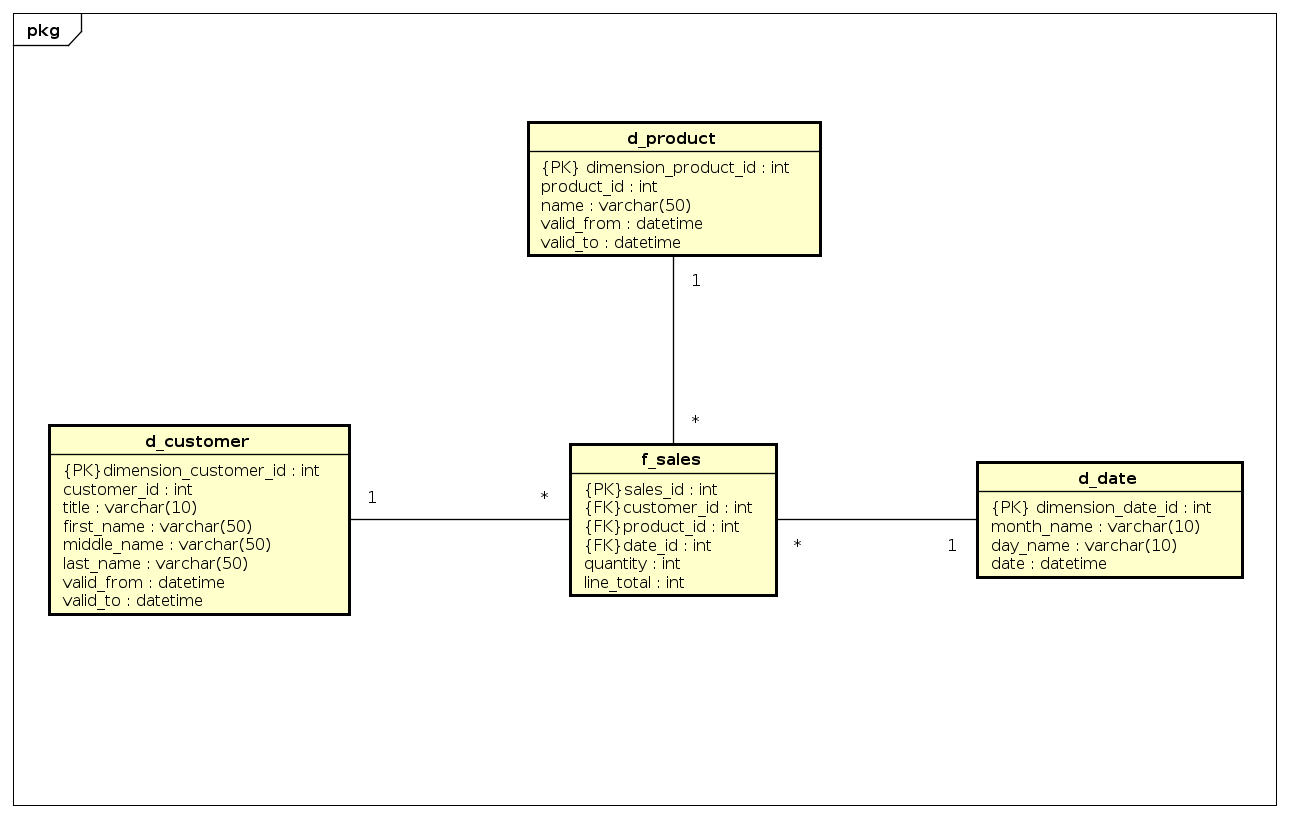 pkg
d_product
{PK} dimension_product_id : int
product_id : int
name : varchar(50)
valid_from : datetime
valid_to : datetime
1
*
d_customer
{PK}dimension_customer_id : int
customer_id : int
title : varchar(10)
first_name : varchar(50)
middle_name : varchar(50)
last_name : varchar(50)
valid_from : datetime
valid_to : datetime
1
*
f_sales
{PK}sales_id : int
{FK}customer_id : int
{FK}product_id : int
{FK}date_id : int
quantity : int
line_total : int
*
1
d_date
{PK} dimension_date_id : int
month_name : varchar(10)
day_name : varchar(10)
date : datetime